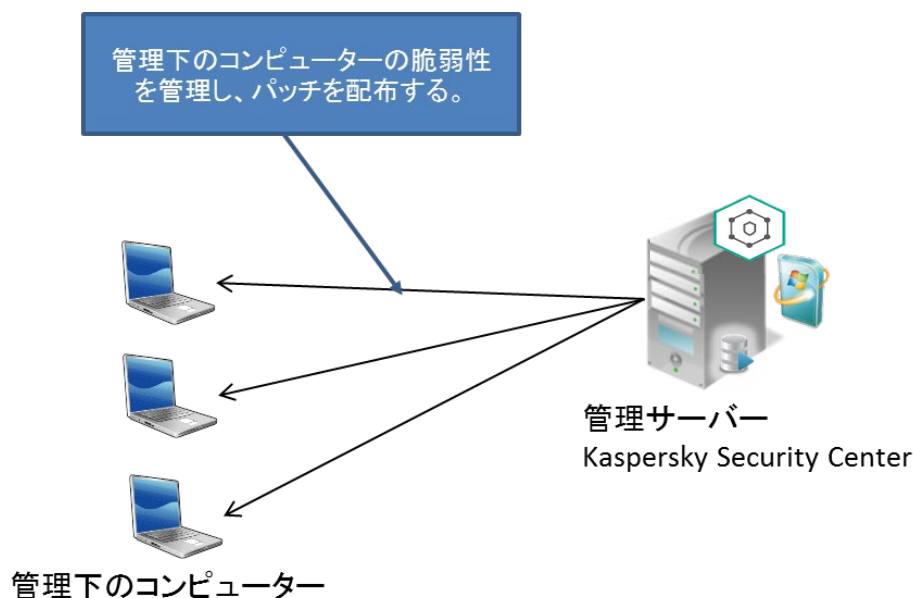 管理下のコンピューターの脆弱性
を管理し、パッチを配布する。
管理サーバー
Kaspersky Security Center
管理下のコンピューター